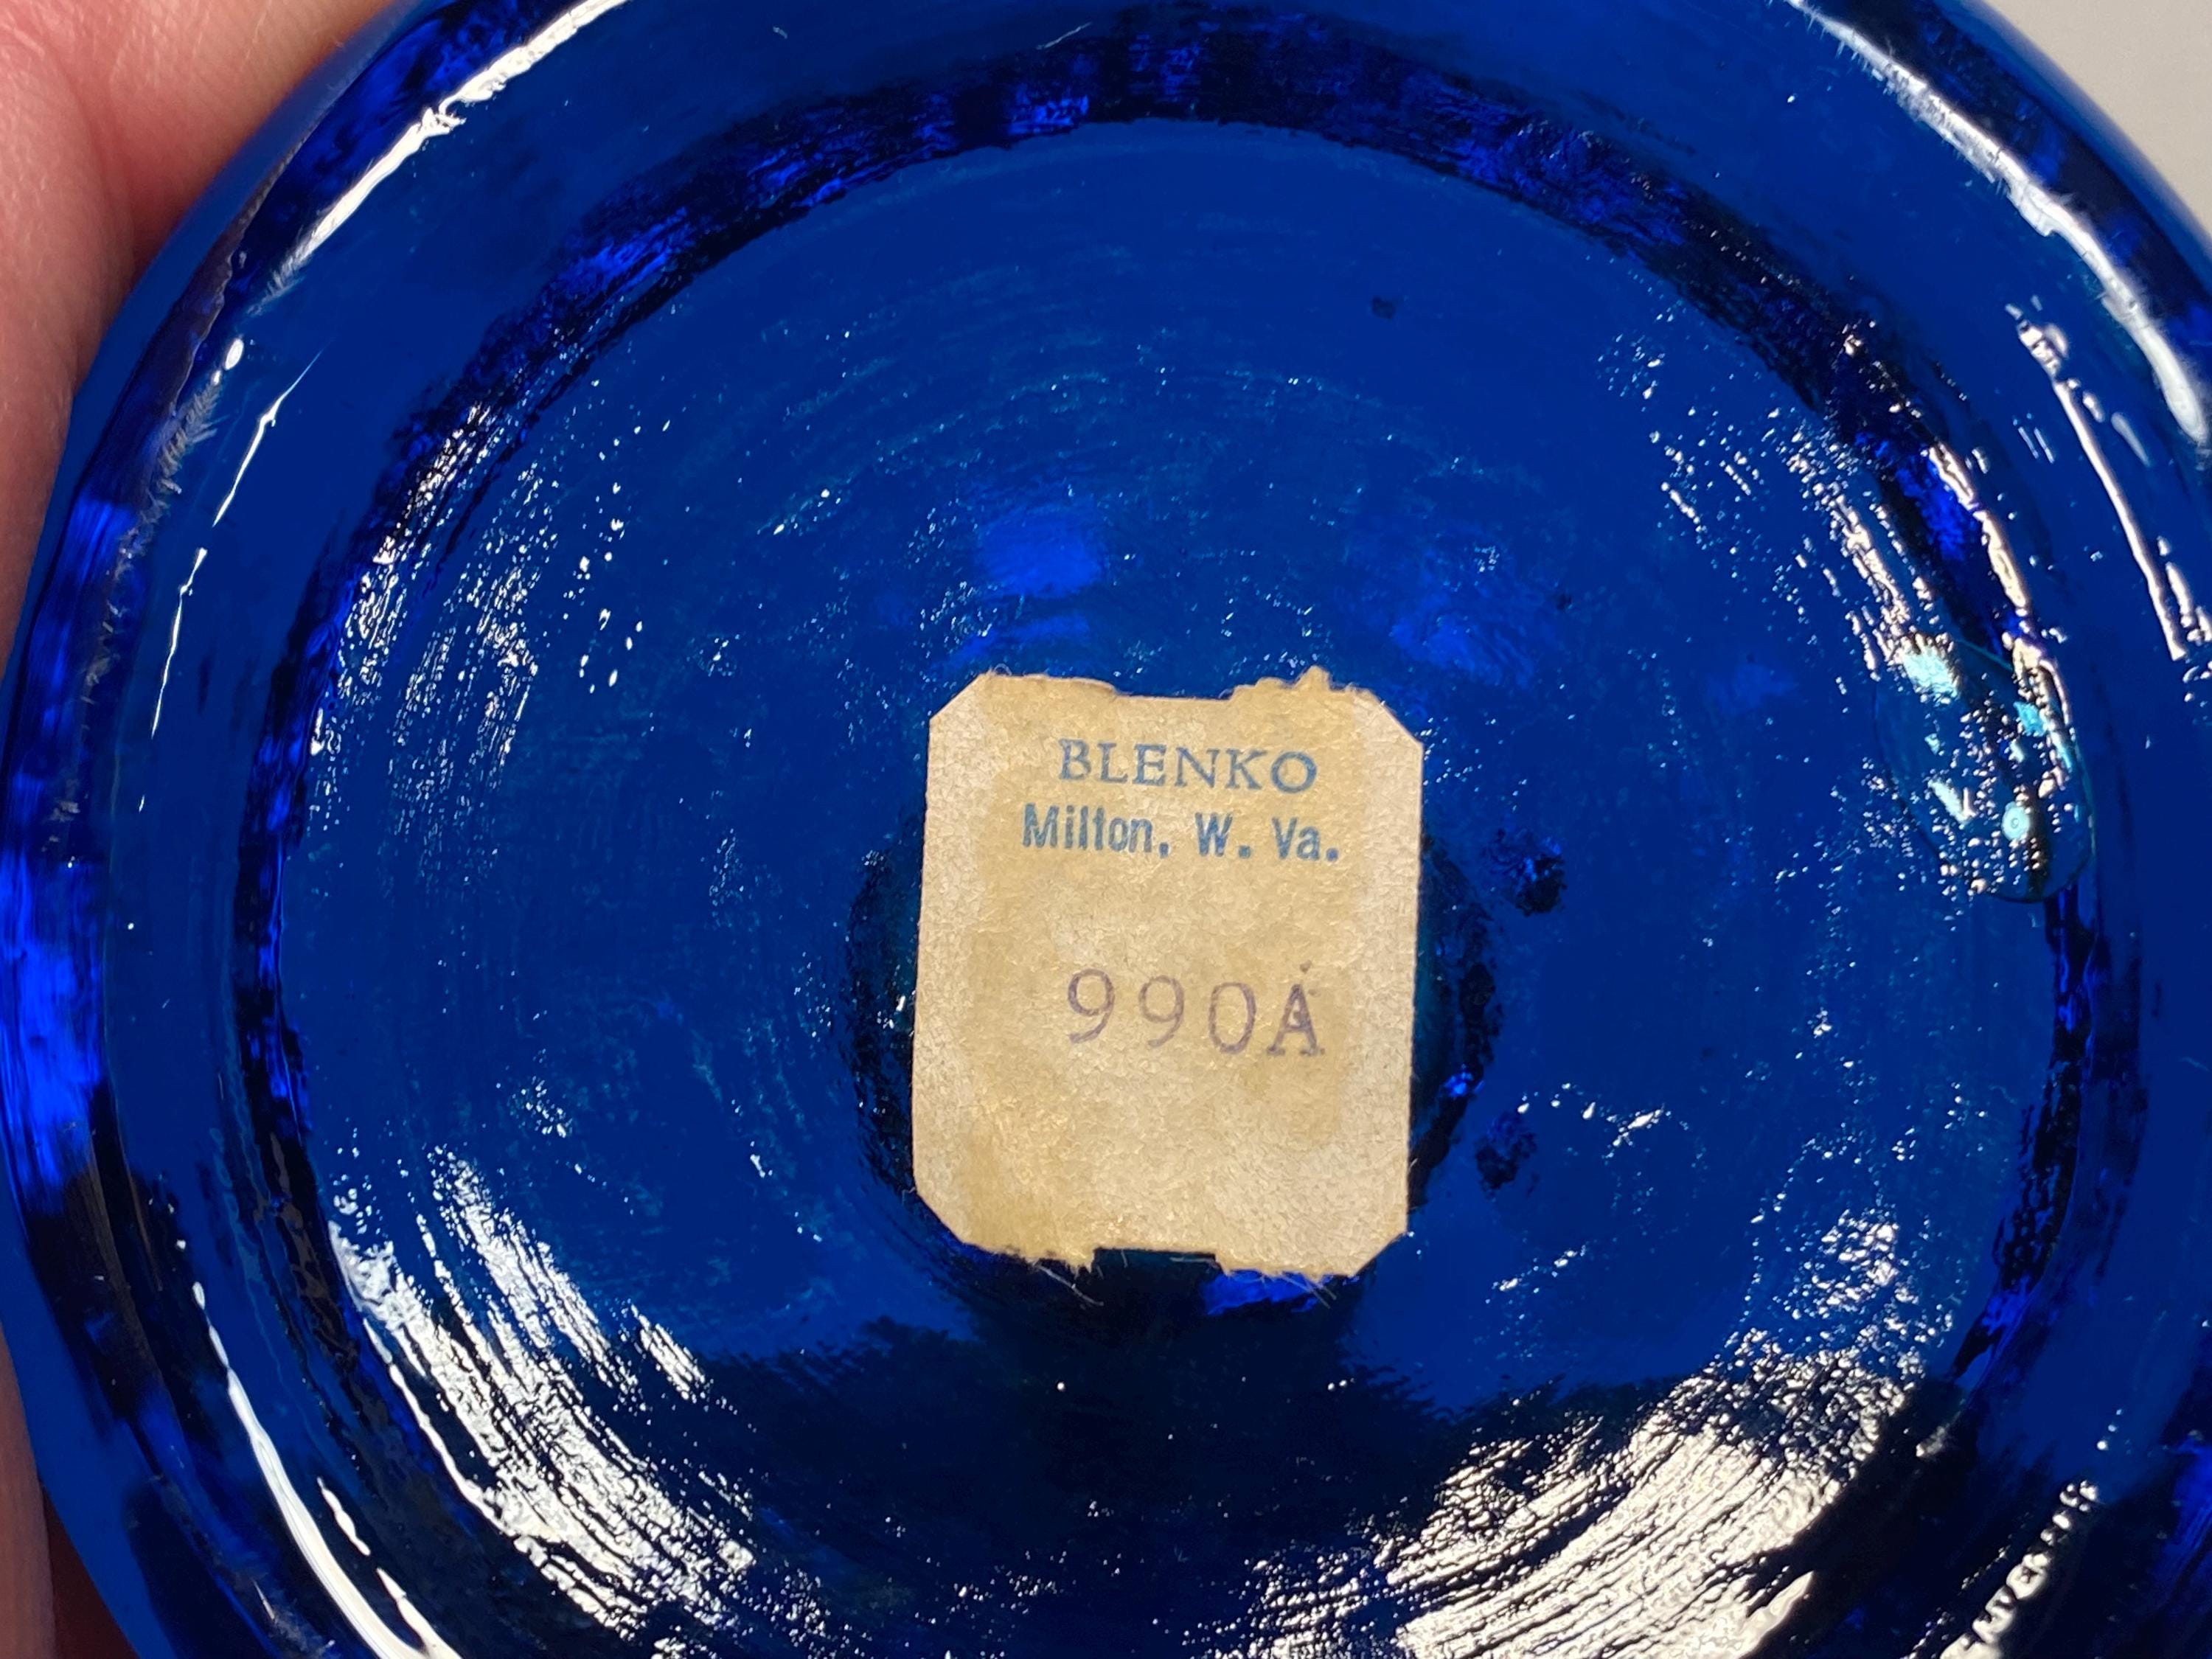 BLENKO
Milton, W. Va.
990A